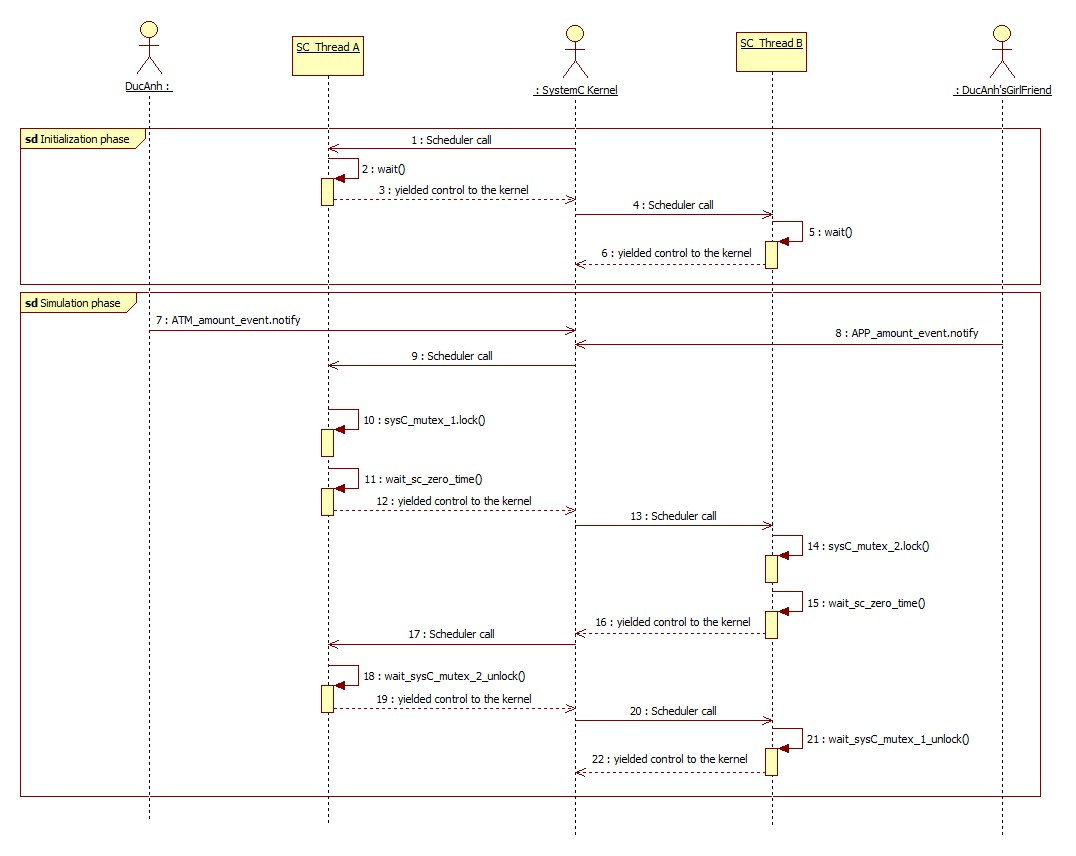 DucAnh :
SC_Thread A
: SystemC Kernel
SC_Thread B
: DucAnh'sGirlFriend
sd Initialization phase
1 : Scheduler call
2 : wait()
3 : yielded control to the kernel
4 : Scheduler call
5 : wait()
6 : yielded control to the kernel
sd Simulation phase
7 : ATM_amount_event.notify
8 : APP_amount_event.notify
9 : Scheduler call
10 : sysC_mutex_1.lock()
11 : wait_sc_zero_time()
12 : yielded control to the kernel
13 : Scheduler call
14 : sysC_mutex_2.lock()
15 : wait_sc_zero_time()
16 : yielded control to the kernel
17 : Scheduler call
18 : wait_sysC_mutex_2_unlock()
19 : yielded control to the kernel
20 : Scheduler call
21 : wait_sysC_mutex_1_unlock()
22 : yielded control to the kernel